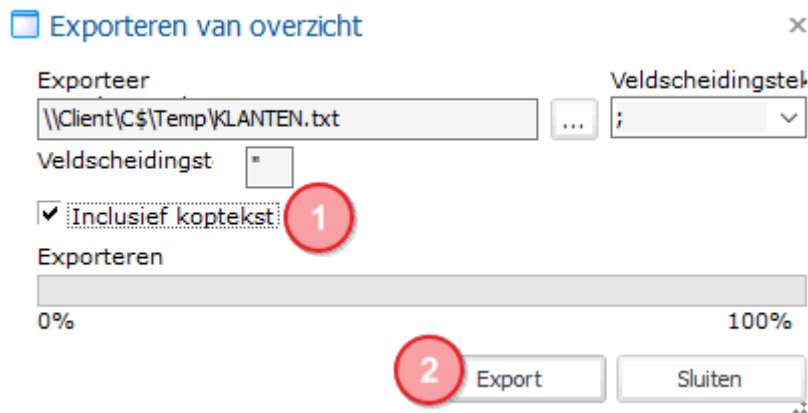 Exporteren van overzicht
Exporteer Veldscheidingstek
\\Client\C$\Temp\KLANTEN.txt ... ;
Veldscheidingst "
Inclusief koptekst 1
Exporteren
0% 100%
2 Export Sluiten